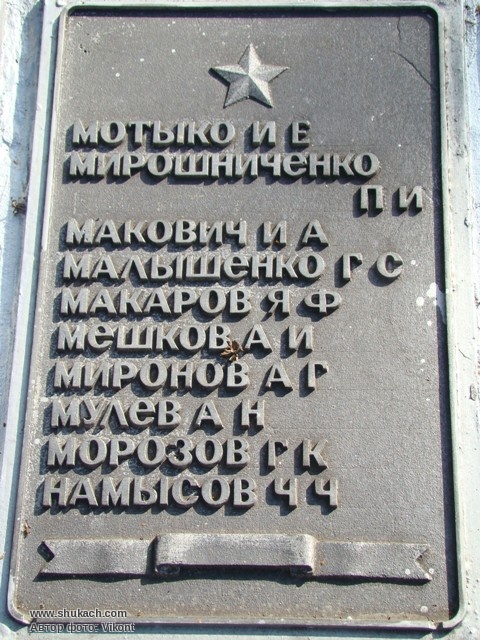 МОТЫКО И Е
МИРОШНИЧЕНКО
П И
МАКОВИЧ И А
МАЛЫШЕНКО Г С
МАКАРОВ Я Ф
МЕШКОВ А И
МИРОНОВ А Г
МУЛЕВ А Н
МОРОЗОВ Г К
НАМЫСОВ Ч Ч
www.shukach.com
Автор фото: Vikont